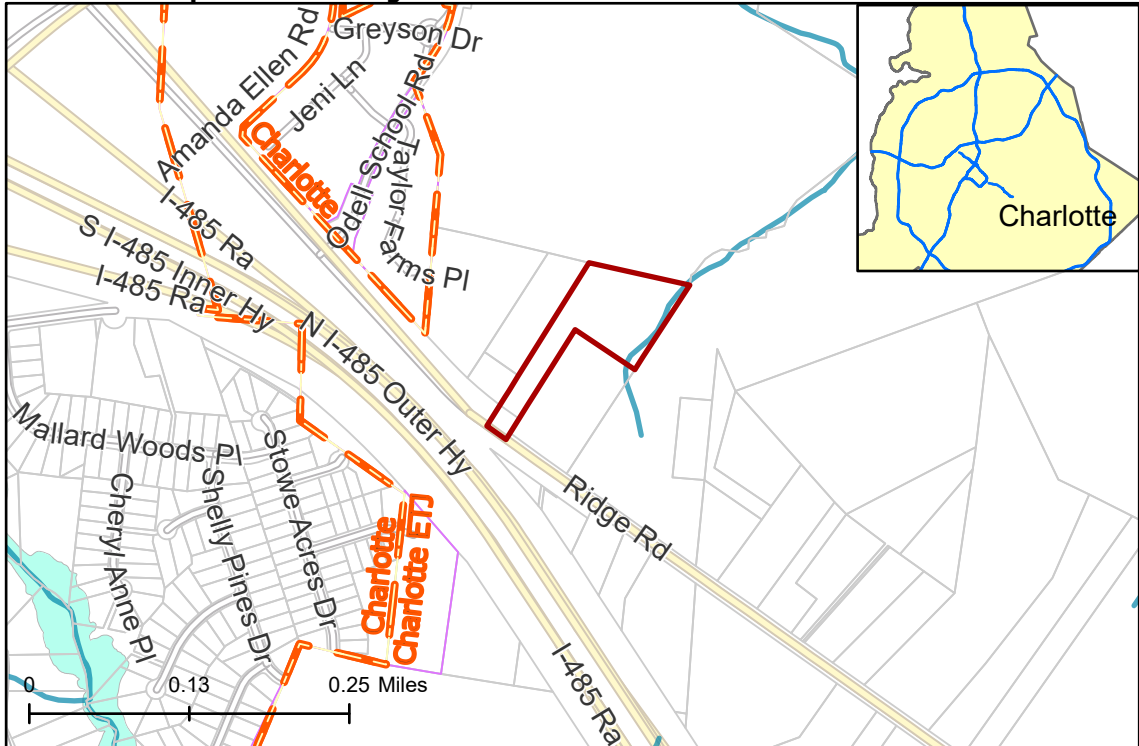 Greyson Dr
Amanda Ellen Rd
Jeni Ln
Odell School Rd
Taylor Farms Pl
Charlotte
Charlotte
I-485 Ra
S I-485 Inner Hy
I-485 Ra
N I-485 Outer Hy
Mallard Woods Pl
Stowe Acres Dr
Shelly Pines Dr
Cheryl Anne Pl
Ridge Rd
Charlotte
Charlotte ETJ
I-485 Ra
0 0.13 0.25 Miles